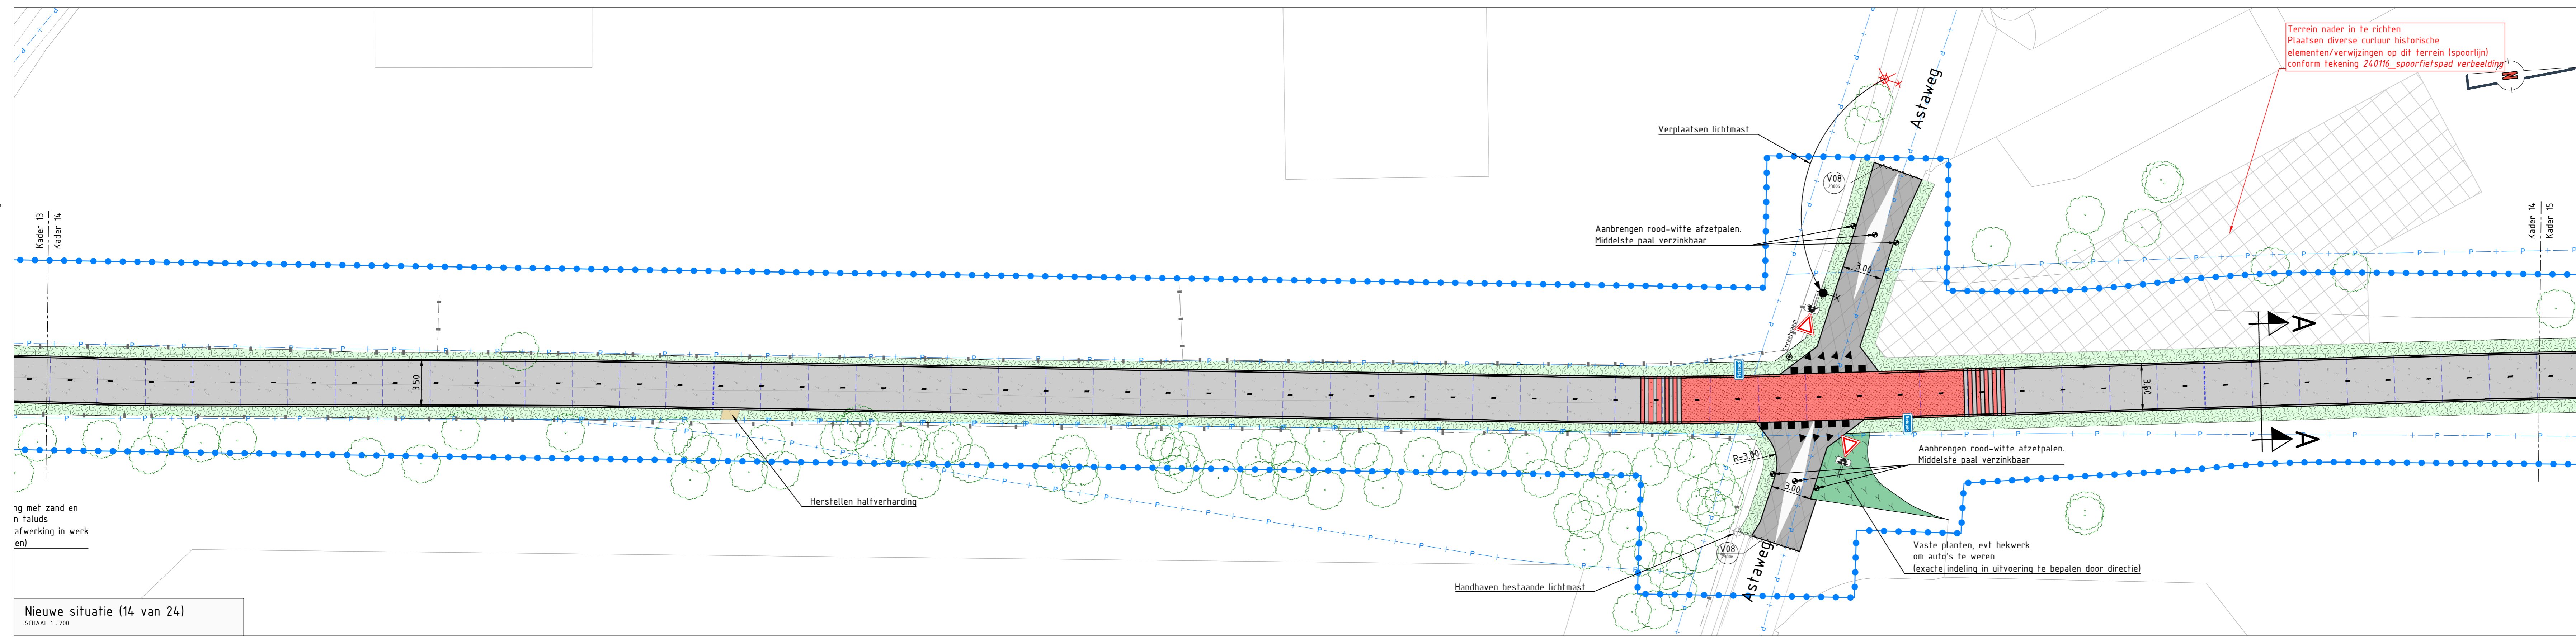 Terrein nader in te richten
Plaatsen diverse curluur historische
elementen/verwijzingen op dit terrein (spoorlijn)
conform tekening 240116_spoorfietspad verbeelding
N
Astaweg
Verplaatsen lichtmast
V08
23006
Aanbrengen rood-witte afzetpalen.
Middelste paal verzinkbaar
Kader 13
Kader 14
Kader 14
Kader 15
3.00
Straatnaam
A
3.50
3.50
R=3.00
3.00
A
Aanbrengen rood-witte afzetpalen.
Middelste paal verzinkbaar
Herstellen halfverharding
ng met zand en
n taluds
afwerking in werk
en)
V08
23006
Astaweg
Vaste planten, evt hekwerk
om auto's te weren
(exacte indeling in uitvoering te bepalen door directie)
Handhaven bestaande lichtmast
Nieuwe situatie (14 van 24)
SCHAAL 1 : 200